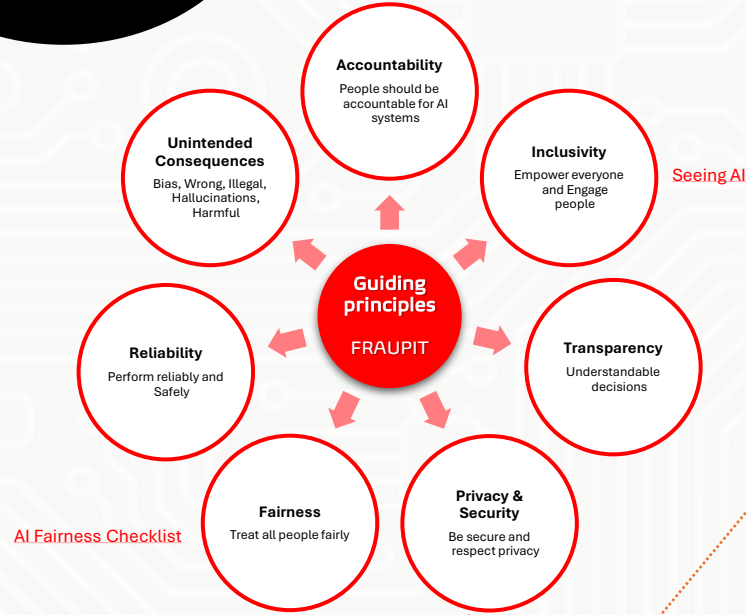 Accountability
People should be
accountable for AI
systems
Unintended
Consequences
Bias, Wrong, Illegal,
Hallucinations,
Harmful
Inclusivity
Empower everyone
and Engage
people
Seeing AI
Guiding
principles
FRAUPIT
Reliability
Perform reliably and
Safely
Transparency
Understandable
decisions
Fairness
Treat all people fairly
Privacy &
Security
Be secure and
respect privacy
AI Fairness Checklist